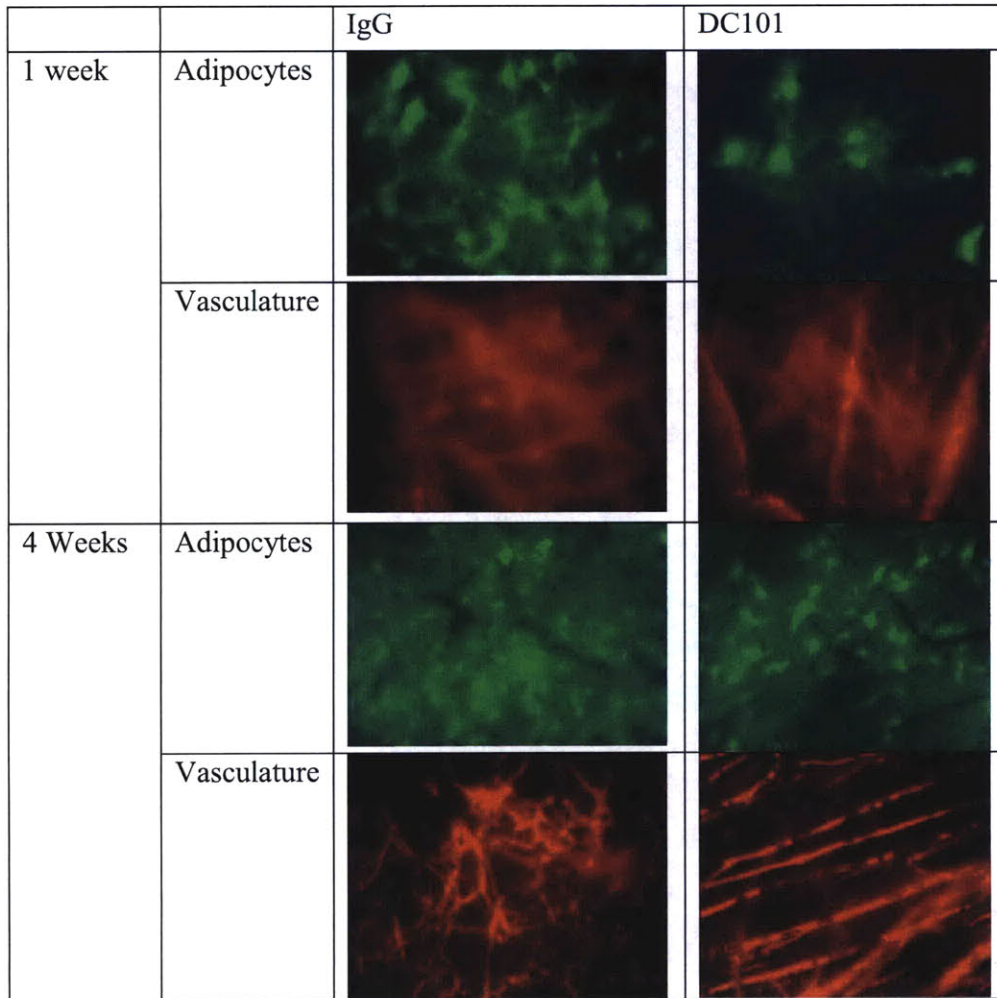 IgG DC101
1 week Adipocytes
Vasculature
4 Weeks Adipocytes
Vasculature